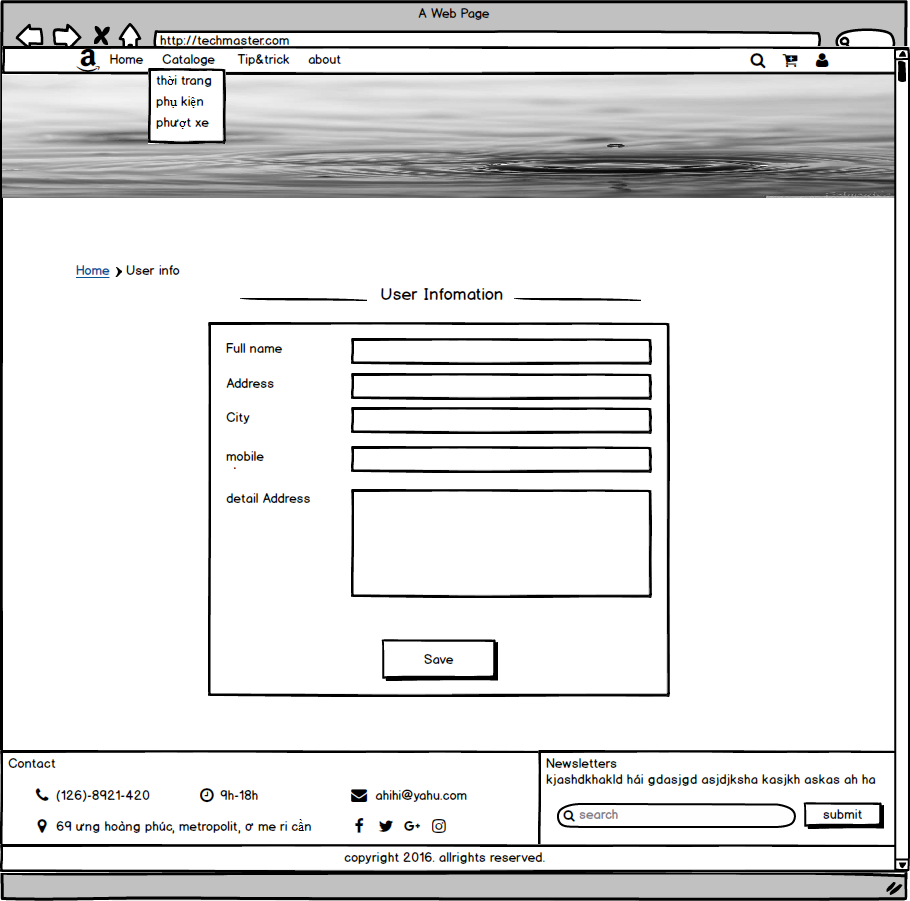 A Web Page
http://techmaster.com
a Home Cataloge Tip&trick about
thời trang
phụ kiện
phượt xe
Home User info
User Infomation
Full name
Address
City
mobile
detail Address
Save
Contact
(126)-8921-420 9h-18h ahihi@yahu.com
69 ưng hoàng phúc, metropolit, ơ me ri cần
G+
Newsletters
kjashdkhakld hái gdasjgd asjdjksha kasjkh askas ah ha
search submit
copyright 2016. allrights reserved.